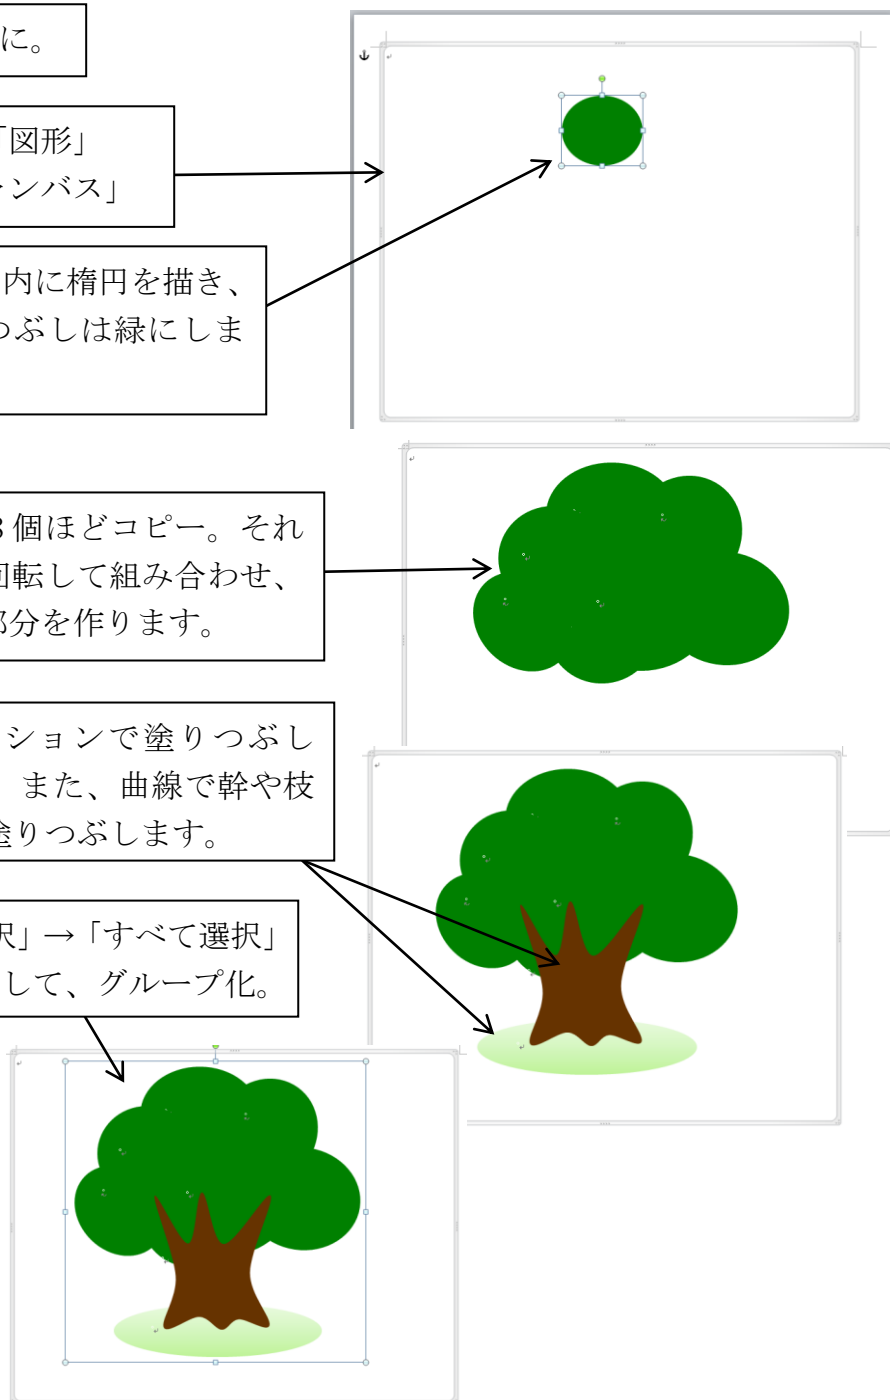 に。
「図形」
ンバス」
内に楕円を描き、
つぶしは緑にしま
個ほどコピー。それ
回転して組み合わせ、
部分を作ります。
ションで塗りつぶし
また、曲線で幹や枝
塗りつぶします。
択」→「すべて選択」
して、グループ化。